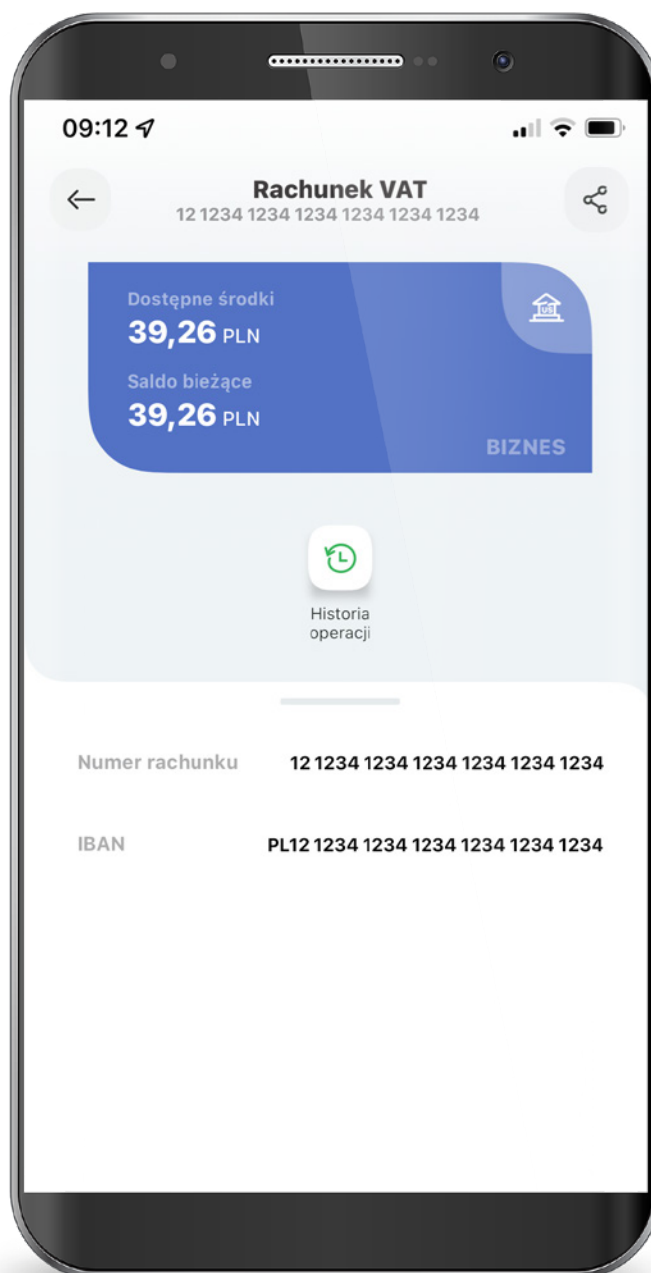 09:12
Rachunek VAT
12 1234 1234 1234 1234 1234 1234
Dostępne środki
39,26 PLN
US
Saldo bieżące
39,26 PLN
BIZNES
Historia
operacji
Numer rachunku 12 1234 1234 1234 1234 1234 1234
IBAN PL12 1234 1234 1234 1234 1234 1234